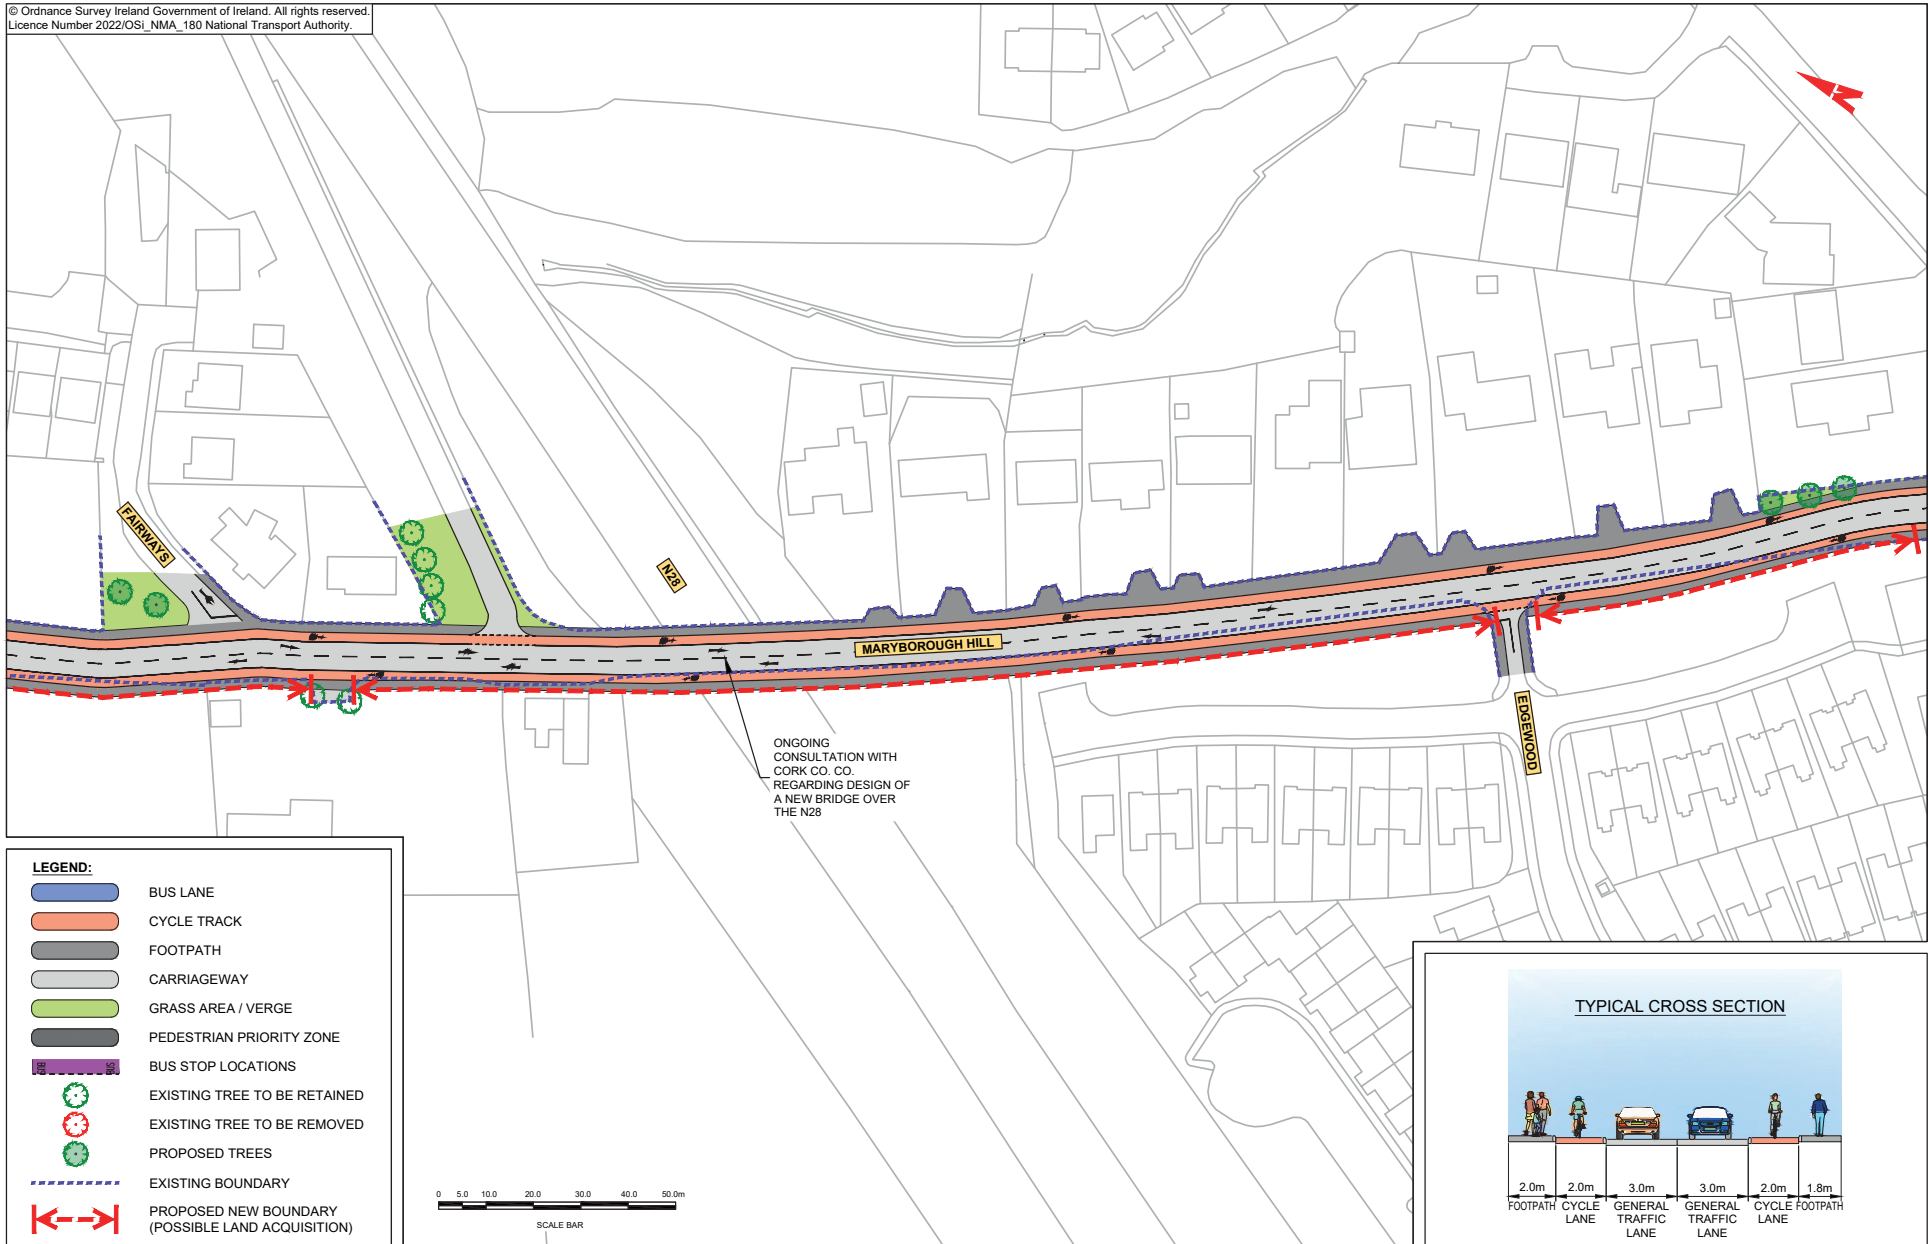 © Ordnance Survey Ireland Government of Ireland. All rights reserved.
Licence Number 2022/OSi_NMA_180 National Transport Authority.
N
FAIRWAYS
N28
MARYBOROUGH HILL
EDGEWOOD
ONGOING
CONSULTATION WITH
CORK CO. CO.
REGARDING DESIGN OF
A NEW BRIDGE OVER
THE N28
LEGEND:
BUS LANE
CYCLE TRACK
FOOTPATH
CARRIAGEWAY
GRASS AREA / VERGE
PEDESTRIAN PRIORITY ZONE
BUS STOP LOCATIONS
EXISTING TREE TO BE RETAINED
EXISTING TREE TO BE REMOVED
PROPOSED TREES
EXISTING BOUNDARY
PROPOSED NEW BOUNDARY
(POSSIBLE LAND ACQUISITION)
0 5.0 10.0 20.0 30.0 40.0 50.0m
SCALE BAR
TYPICAL CROSS SECTION
2.0m 2.0m 3.0m 3.0m 2.0m 1.8m
FOOTPATH CYCLE GENERAL GENERAL CYCLE FOOTPATH
LANE TRAFFIC TRAFFIC LANE
LANE LANE